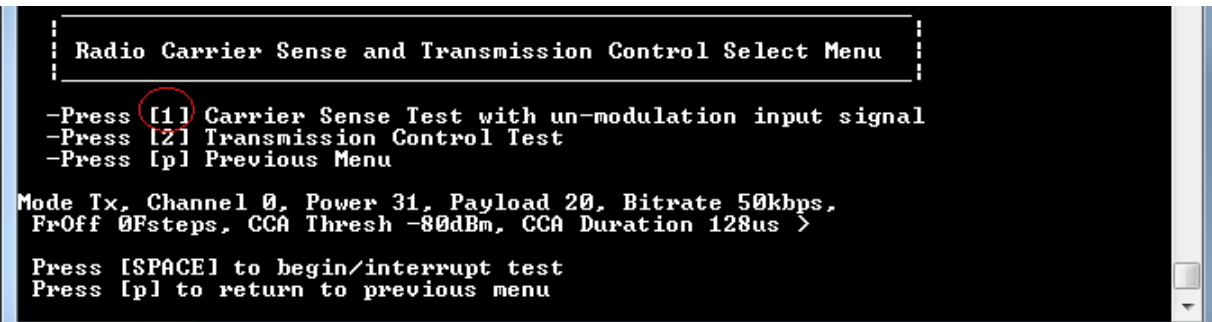 Radio Carrier Sense and Transmission Control Select Menu
-Press [1] Carrier Sense Test with un-modulation input signal
-Press [2] Transmission Control Test
-Press [p] Previous Menu
Mode Tx, Channel 0, Power 31, Payload 20, Bitrate 50kbps,
FrOff 0Fsteps, CCA Thresh -80dBm, CCA Duration 128us >
Press [SPACE] to begin/interrupt test
Press [p] to return to previous menu